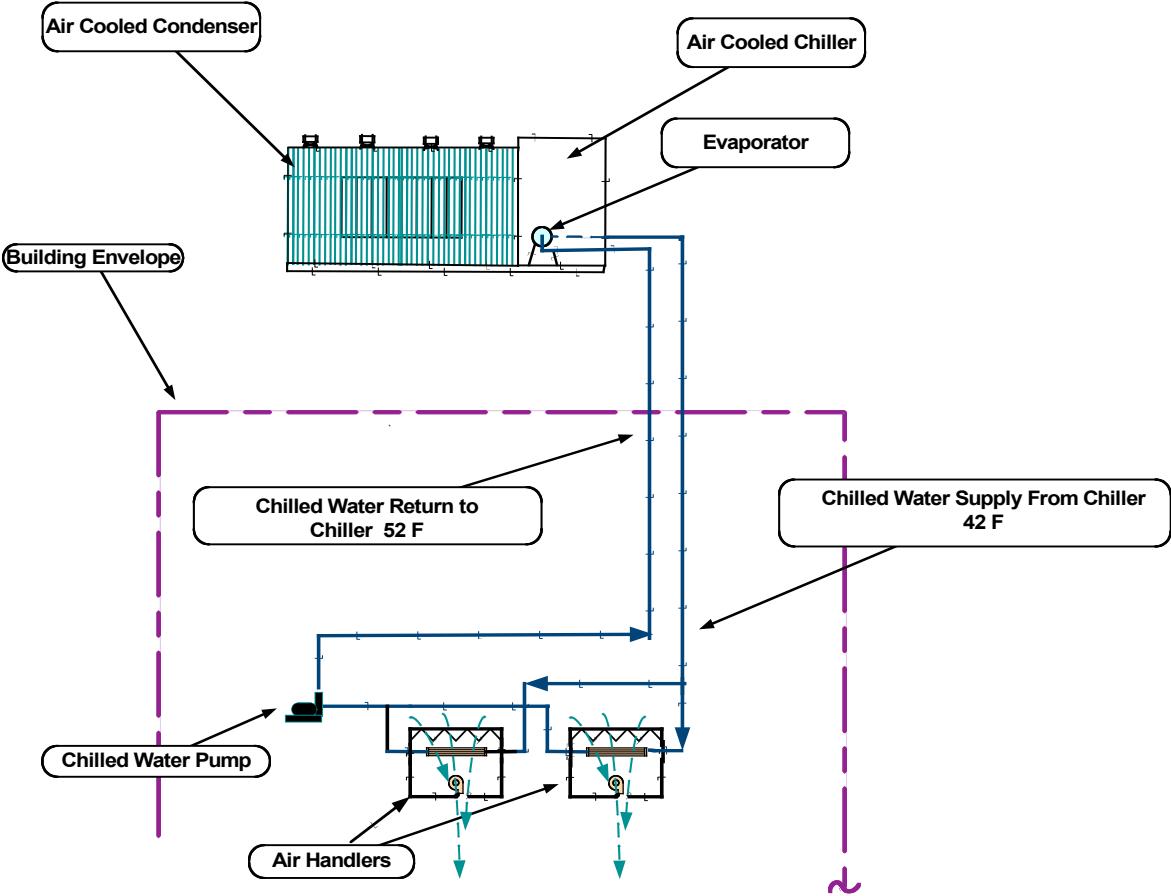 Air Cooled Condenser
Air Cooled Chiller
Evaporator
Building Envelope
Chilled Water Return to
Chiller 52 F
Chilled Water Supply From Chiller
42 F
Chilled Water Pump
Air Handlers